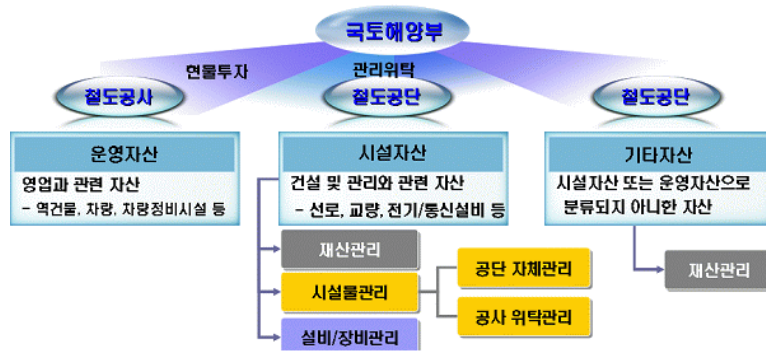 국토해양부
현물투자
관리위탁
철도공사
철도공단
철도공단
운영자산
영업과 관련 자산
- 역건물, 차량, 차량정비시설 등
시설자산
건설 및 관리와 관련 자산
- 선로, 교량, 전기/통신설비 등
기타자산
시설자산 또는 운영자산으로
분류되지 아니한 자산
재산관리
시설물관리
설비/장비관리
공단 자체관리
공사 위탁관리
재산관리